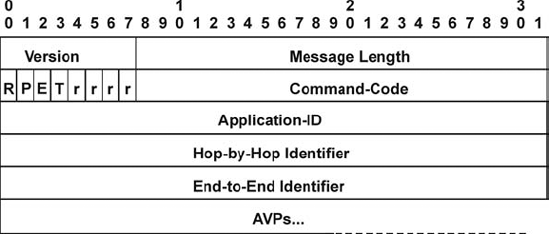 0 1 2 3
0 1 2 3 4 5 6 7 8 9 0 1 2 3 4 5 6 7 8 9 0 1 2 3 4 5 6 7 8 9 0 1
Version Message Length
R P E T r r r r Command-Code
Application-ID
Hop-by-Hop Identifier
End-to-End Identifier
AVPs...